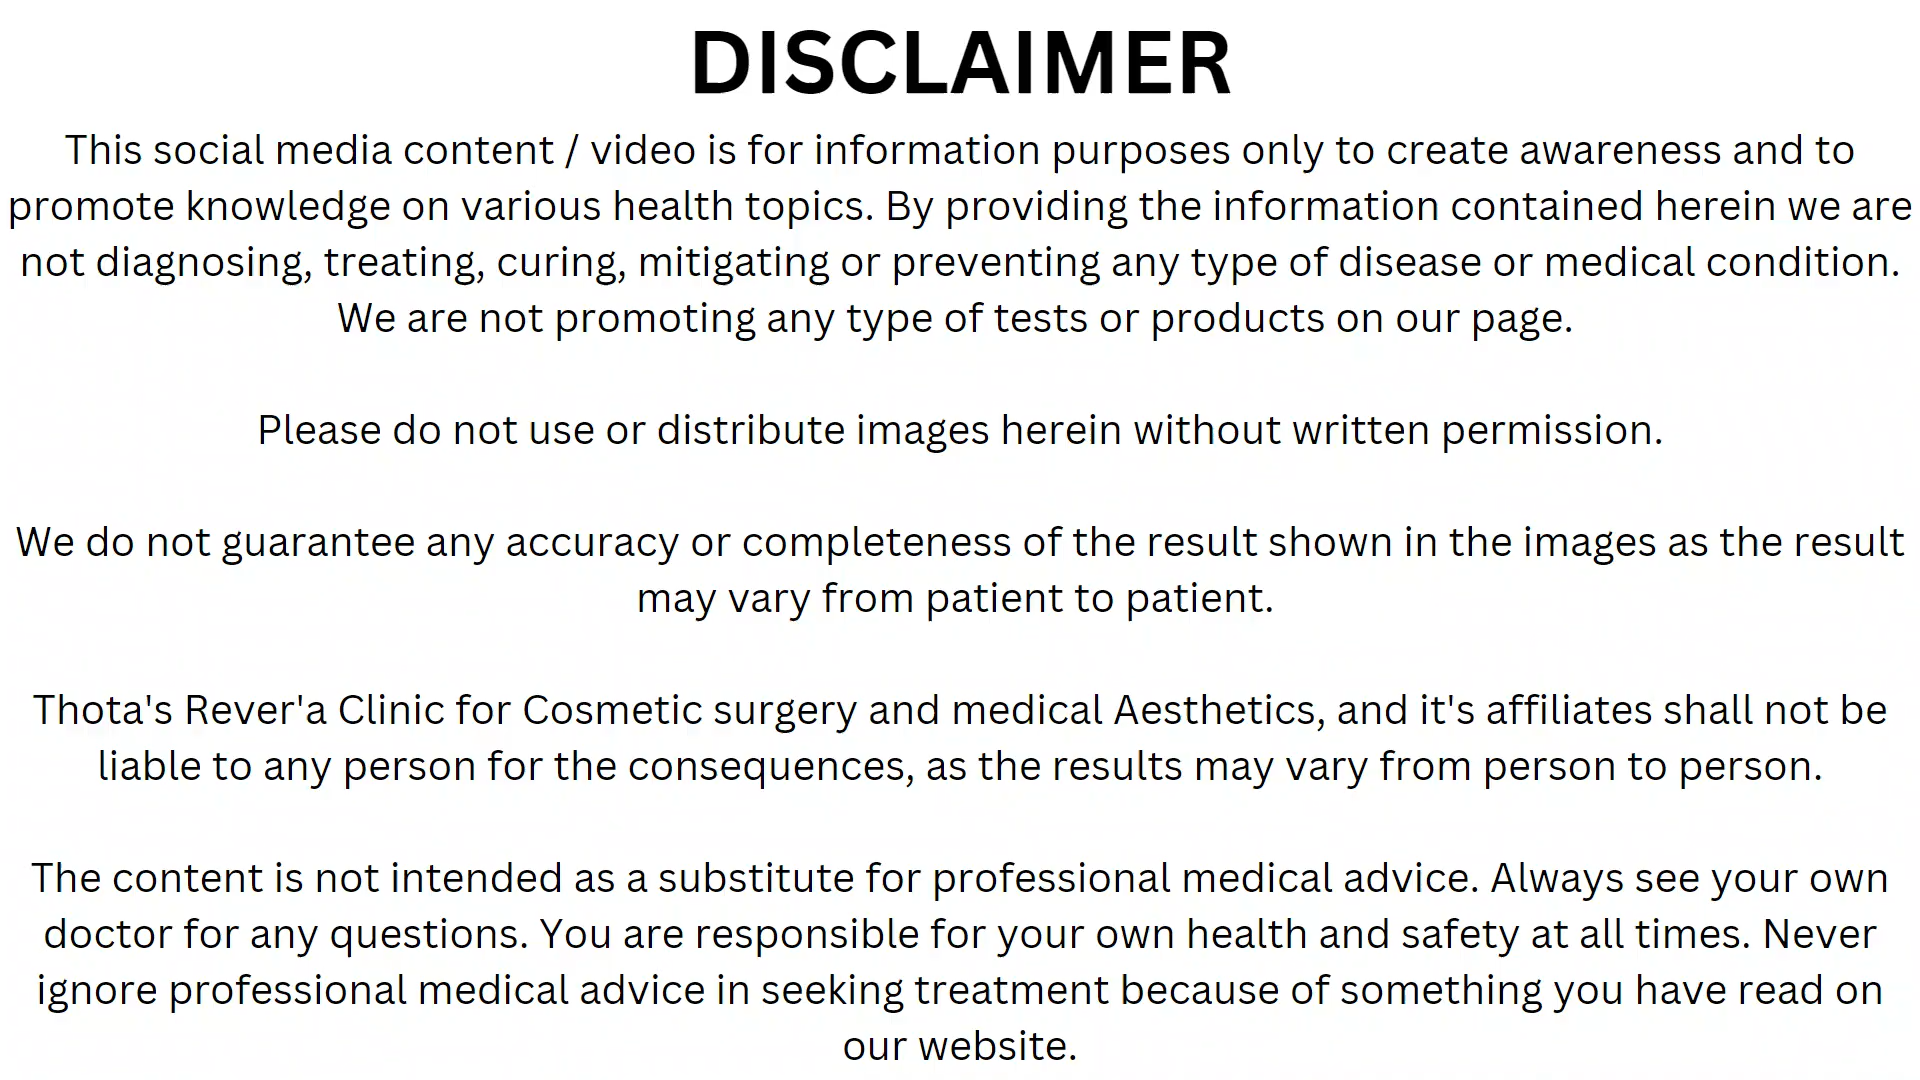 DISCLAIMER
This social media content / video is for information purposes only to create awareness and to
promote knowledge on various health topics. By providing the information contained herein we are
not diagnosing, treating, curing, mitigating or preventing any type of disease or medical condition.
We are not promoting any type of tests or products on our page.
Please do not use or distribute images herein without written permission.
We do not guarantee any accuracy or completeness of the result shown in the images as the result
may vary from patient to patient.
Thota's Rever'a Clinic for Cosmetic surgery and medical Aesthetics, and it's affiliates shall not be
liable to any person for the consequences, as the results may vary from person to person.
The content is not intended as a substitute for professional medical advice. Always see your own
doctor for any questions. You are responsible for your own health and safety at all times. Never
ignore professional medical advice in seeking treatment because of something you have read on
our website.